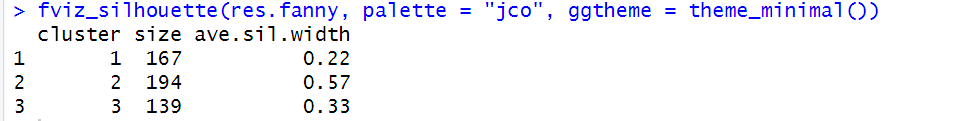 > fviz_silhouette(res.fanny, palette = "jco", ggtheme = theme_minimal())
  cluster size ave.sil.width
1       1  167          0.22
2       2  194          0.57
3       3  139          0.33